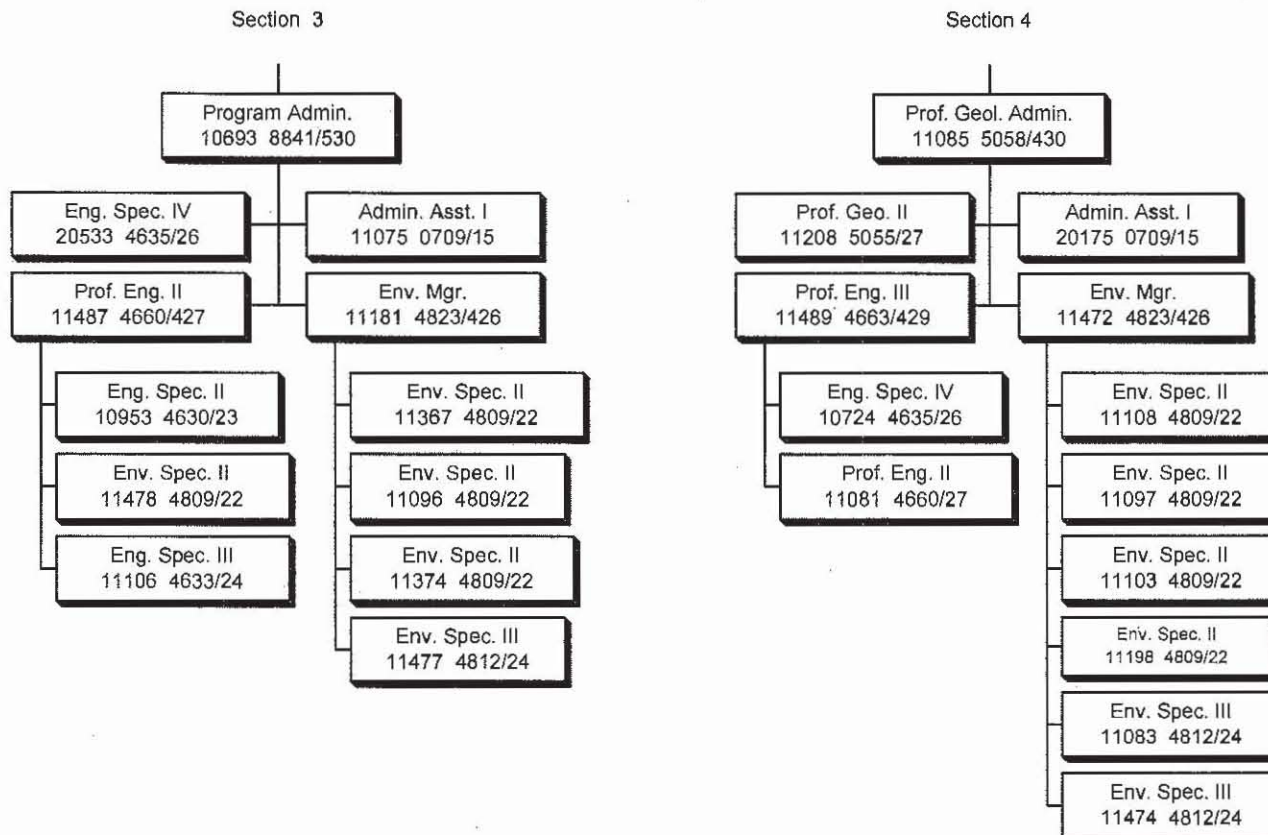 Section 3
Program Admin.
10693 8841/530
Eng. Spec. IV
20533 4635/26
Admin. Asst. I
11075 0709/15
Prof. Eng. II
11487 4660/427
Env. Mgr.
11181 4823/426
Eng. Spec. II
10953 4630/23
Env. Spec. II
11478 4809/22
Eng. Spec. III
11106 4633/24
Env. Spec. II
11367 4809/22
Env. Spec. II
11096 4809/22
Env. Spec. II
11374 4809/22
Env. Spec. III
11477 4812/24
Section 4
Prof. Geol. Admin.
11085 5058/430
Prof. Geo. II
11208 5055/27
Admin. Asst. I
20175 0709/15
Prof. Eng. III
11489 4663/429
Env. Mgr.
11472 4823/426
Eng. Spec. IV
10724 4635/26
Prof. Eng. II
11081 4660/27
Env. Spec. II
11108 4809/22
Env. Spec. II
11097 4809/22
Env. Spec. II
11103 4809/22
Env. Spec. II
11198 4809/22
Env. Spec. III
11083 4812/24
Env. Spec. III
11474 4812/24